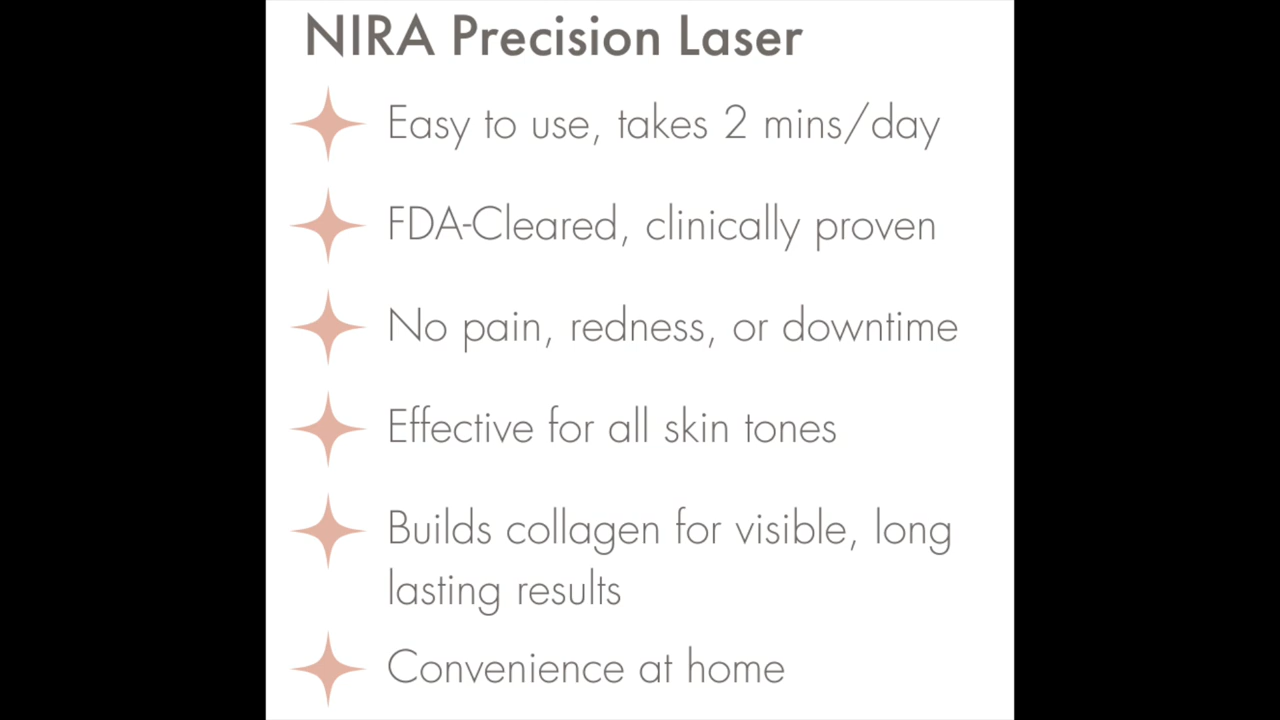 NIRA Precision Laser
Easy to use, takes 2 mins/day
FDA-Cleared, clinically proven
No pain, redness, or downtime
Effective for all skin tones
Builds collagen for visible, long
lasting results
Convenience at home